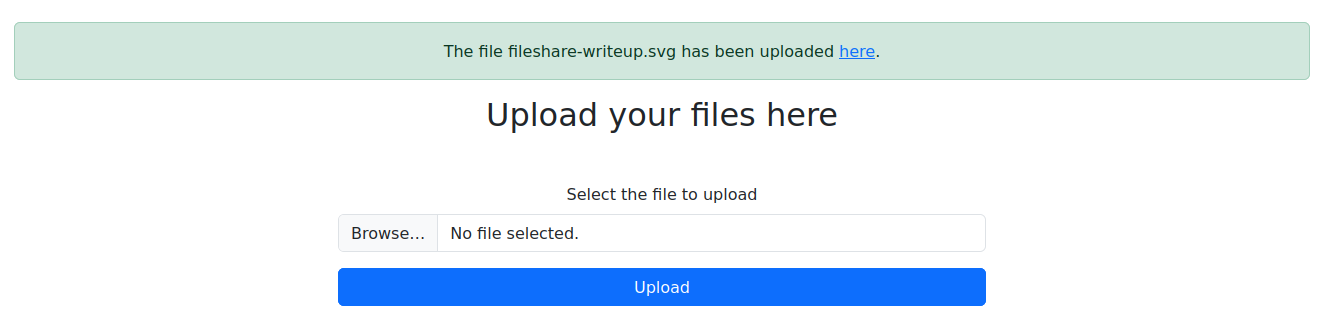 The file fileshare-writeup.svg has been uploaded here.
Upload your files here
Select the file to upload
Browse... No file selected.
Upload